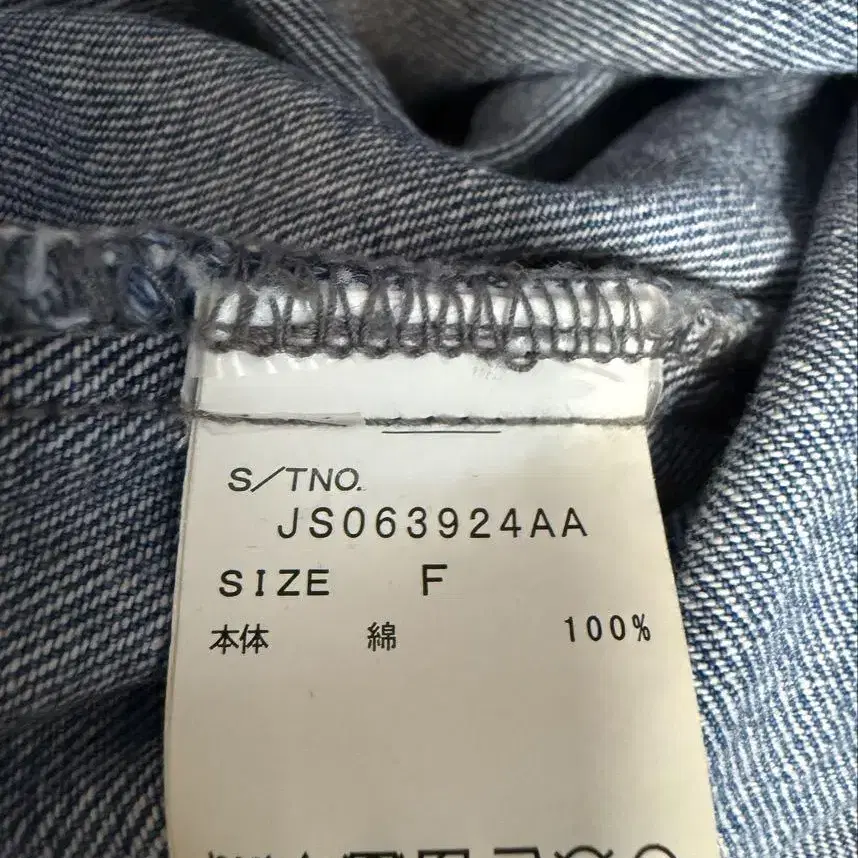 S/TNO.
JS063924AA
SIZE F
本体 綿 100%